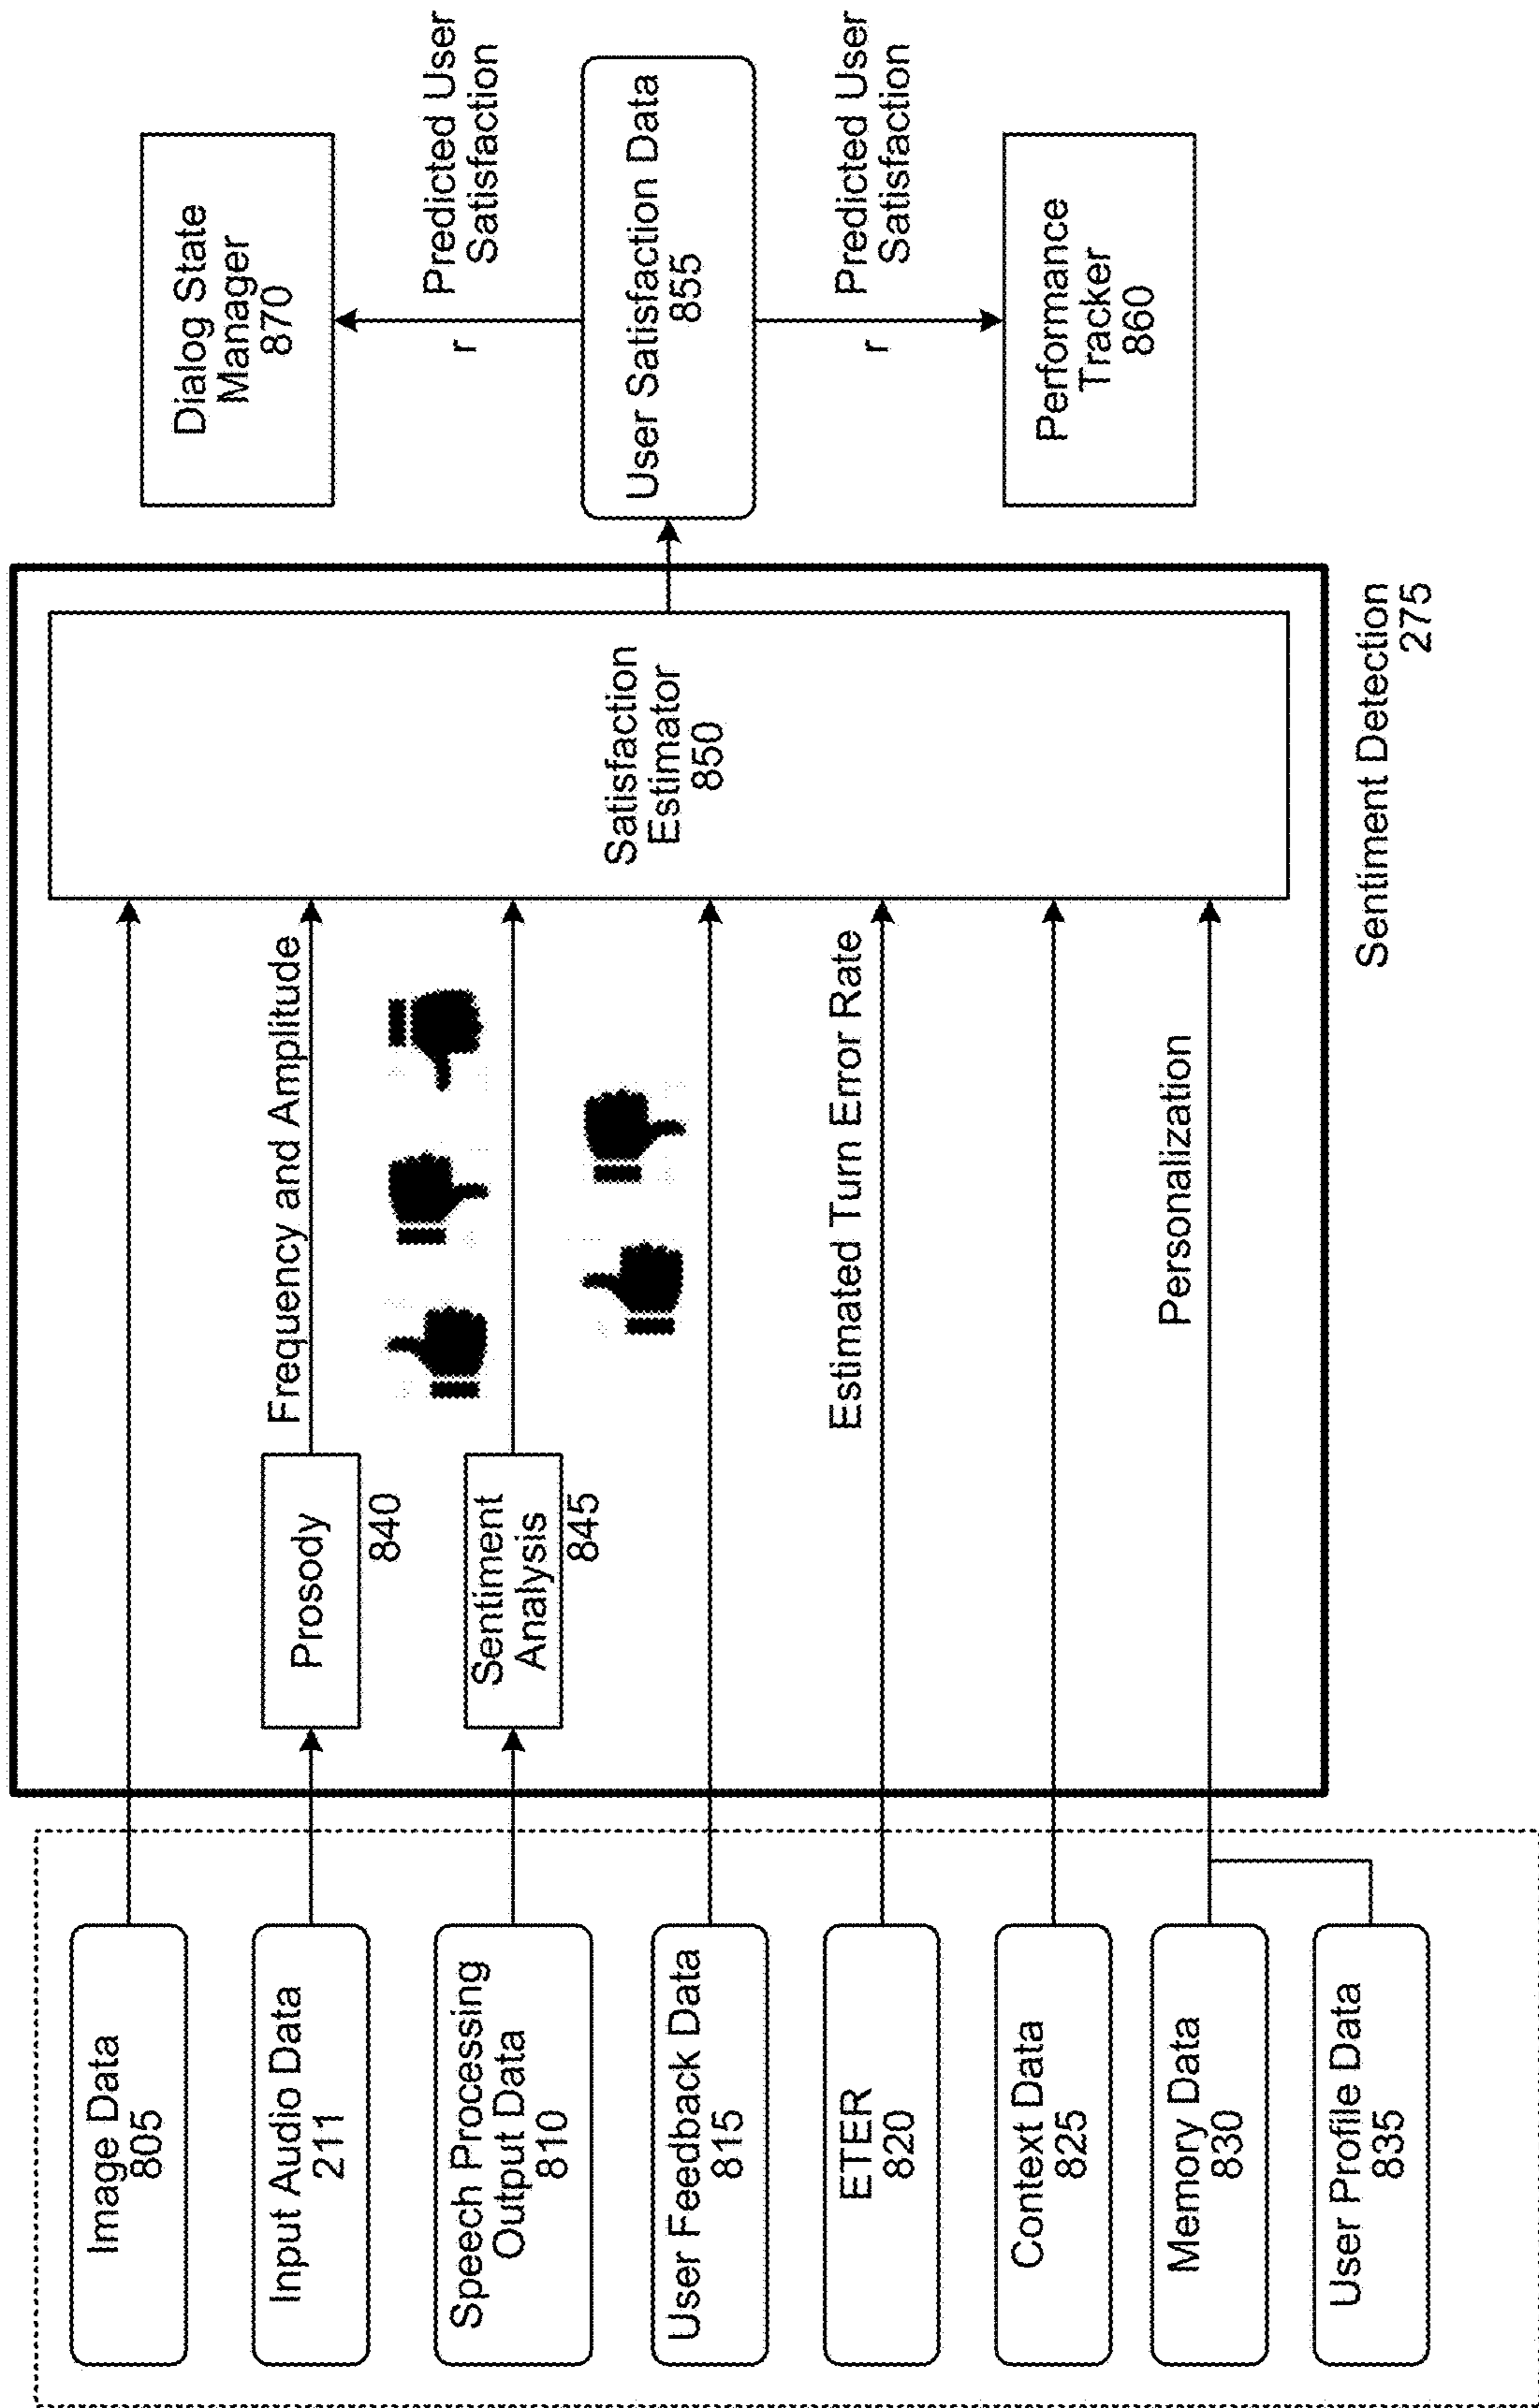 Image Data
805
Input Audio Data
211
Speech Processing
Output Data
810
User Feedback Data
815
ETER
820
Context Data
825
Memory Data
830
User Profile Data
835
Prosody
840
Sentiment
Analysis
845
Frequency and Amplitude
Estimated Turn Error Rate
Personalization
Satisfaction
Estimator
850
Sentiment Detection
275
Dialog State
Manager
870
r
Predicted User
Satisfaction
User Satisfaction Data
855
r
Predicted User
Satisfaction
Performance
Tracker
860